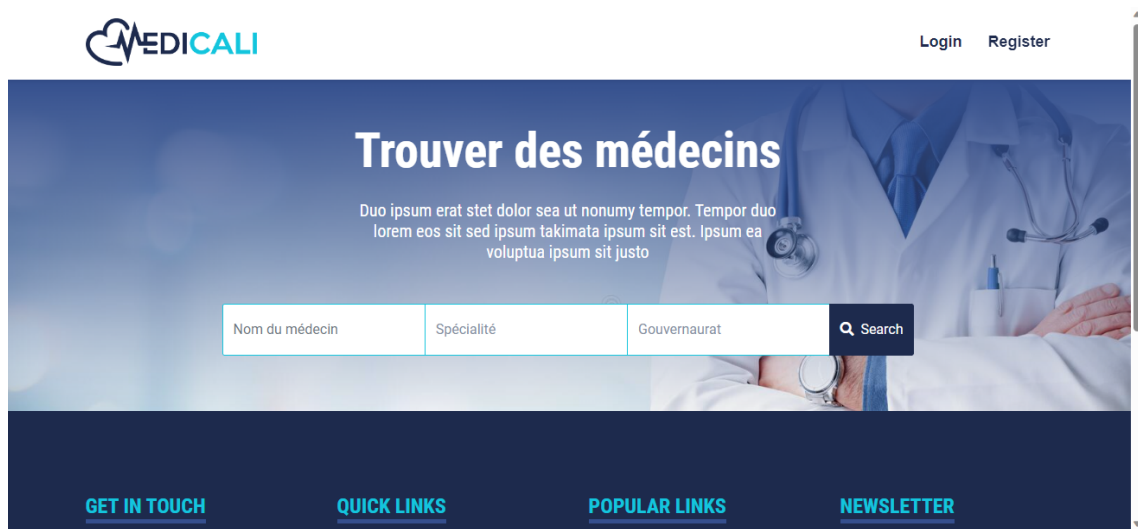 MEDICALI
Login Register
Trouver des médecins
Duo ipsum erat stet dolor sea ut nonumy tempor. Tempor duo
lorem eos sit sed ipsum takimata ipsum sit est. Ipsum ea
voluptua ipsum sit justo
Nom du médecin Spécialité Gouvernaurat Search
GET IN TOUCH QUICK LINKS POPULAR LINKS NEWSLETTER